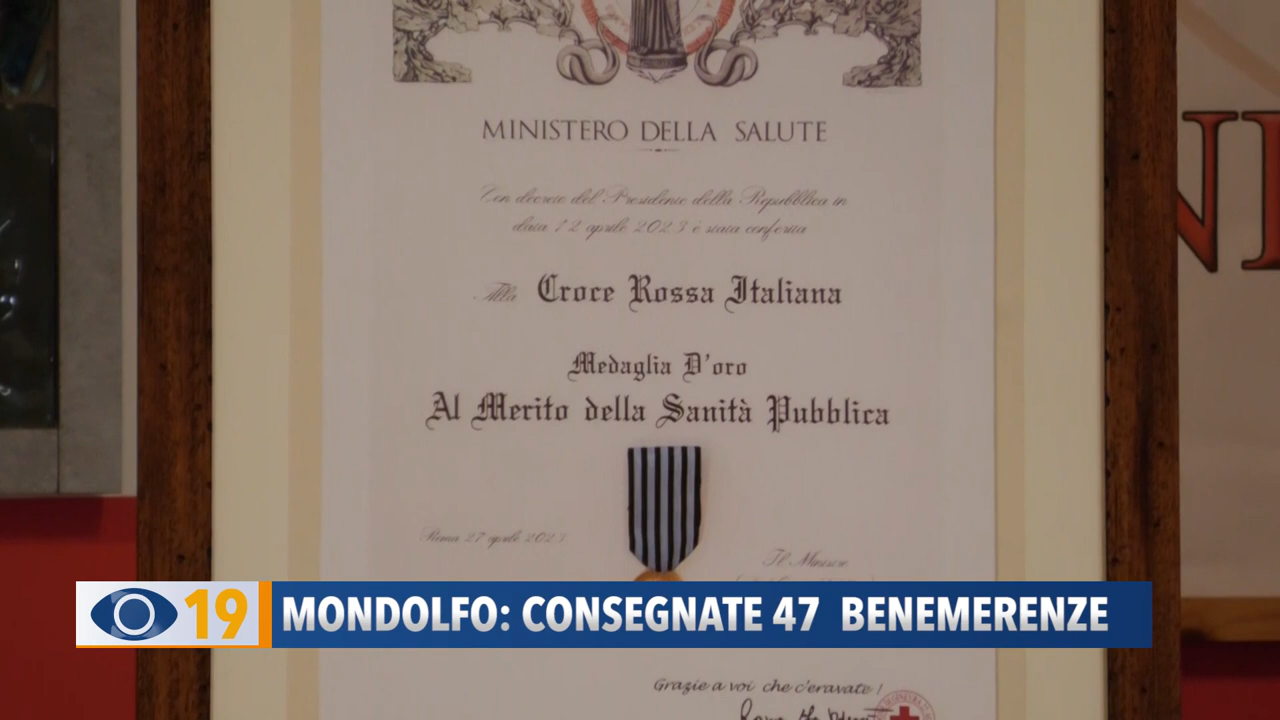 MINISTERO DELLA SALUTE
Con decreto del Presidente della Repubblica in
data 12 aprile 2023 è stata conferita
Alla Croce Rossa Italiana
Medaglia D'oro
Al Merito della Sanità Pubblica
Roma 27 aprile 2023
Il Ministro
19 MONDOLFO: CONSEGNATE 47 BENEMERENZE
Grazie a voi che c'eravate!